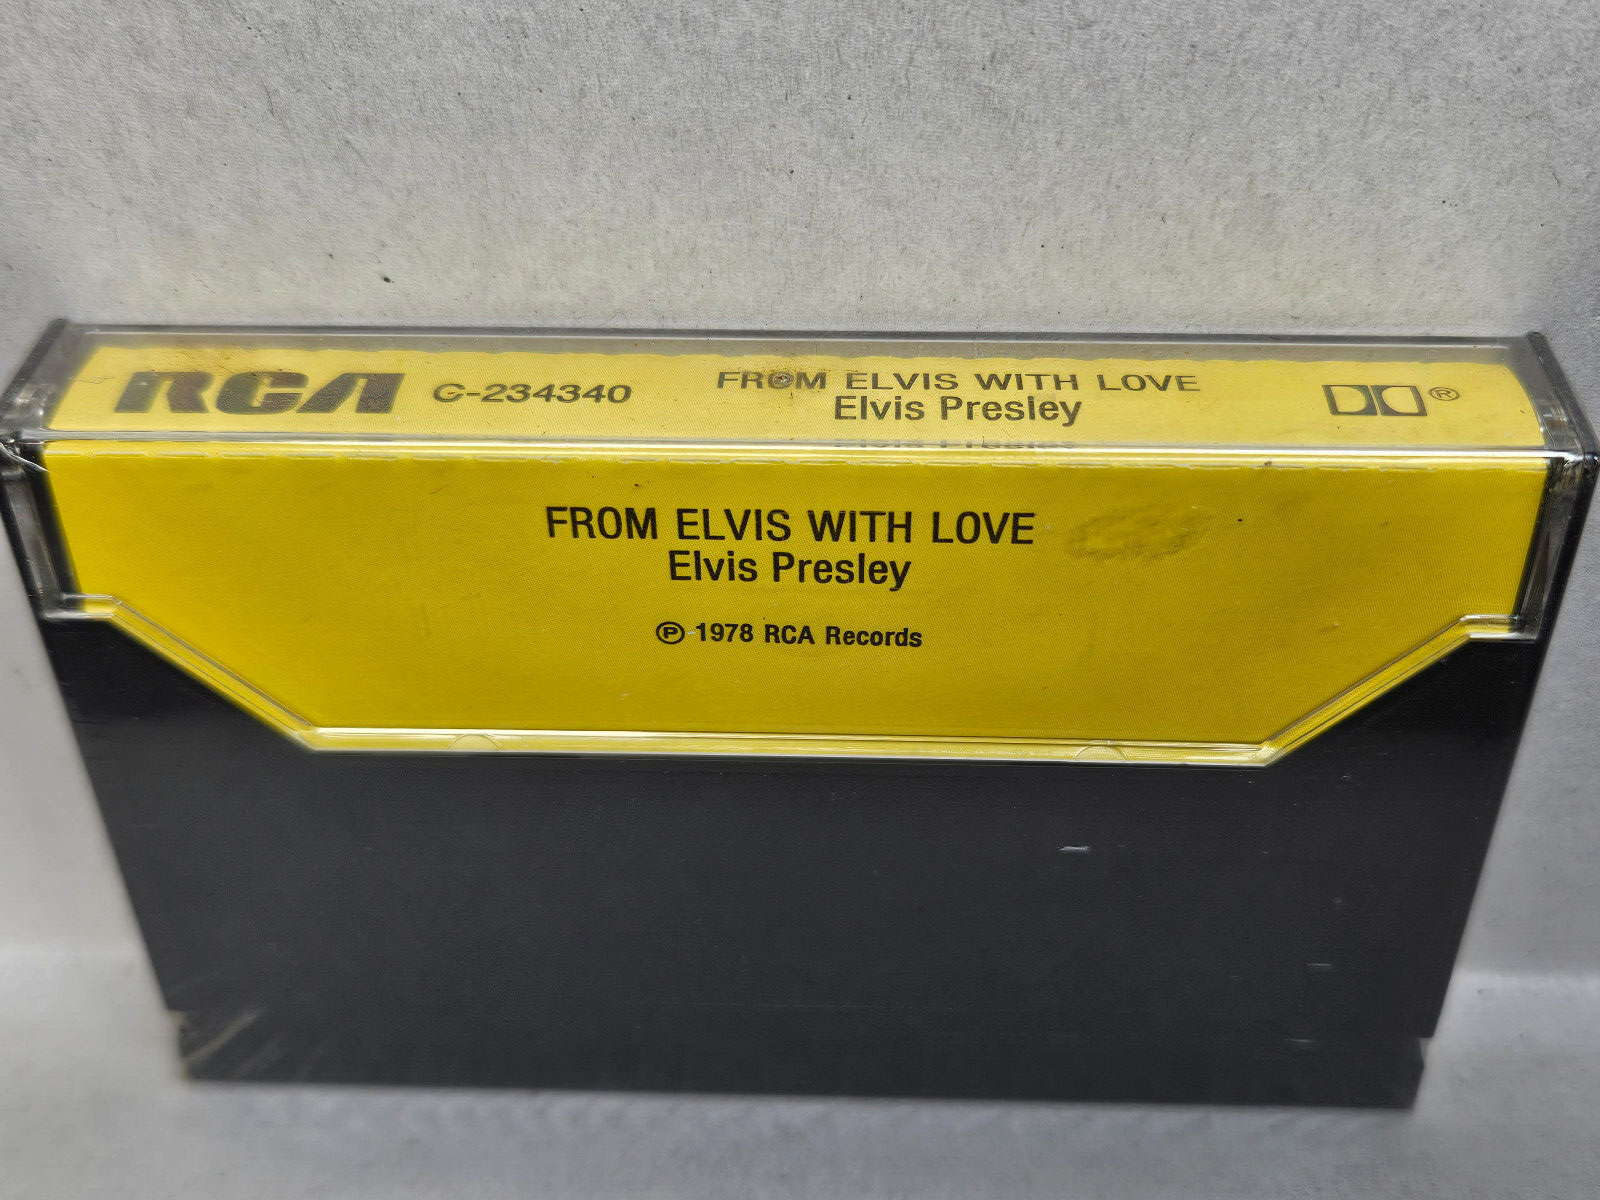 RCA C-234340 FROM ELVIS WITH LOVE ®
Elvis Presley
FROM ELVIS WITH LOVE
Elvis Presley
℗ 1978 RCA Records